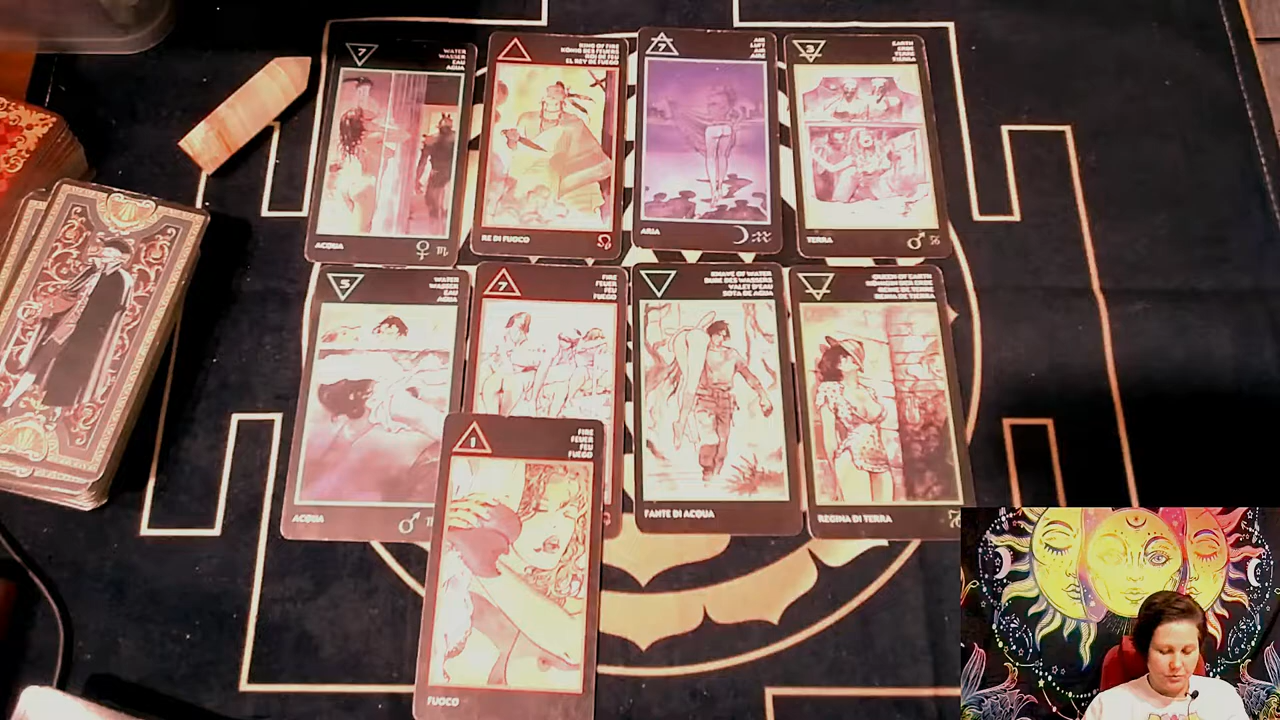 7
WATER
WASSER
EAU
AGUA
ACQUA
KING OF FIRE
KÖNIG DES FEUERS
ROI DE FEU
EL REY DE FUEGO
RE DI FUOCO
7
AIR
LUFT
AIR
AIRE
ARIA
3
EARTH
ERDE
TERRE
TIERRA
TERRA
5
WATER
WASSER
EAU
AGUA
ACQUA
7
FIRE
FEUER
FEU
FUEGO
KNAVE OF WATER
BUBE DES WASSERS
VALET D'EAU
SOTA DE AGUA
FANTE DI ACQUA
QUEEN OF EARTH
KÖNIGIN DER ERDE
REINE DE TERRE
REINA DE TIERRA
REGINA DI TERRA
1
FIRE
FEUER
FEU
FUEGO
FUOCO